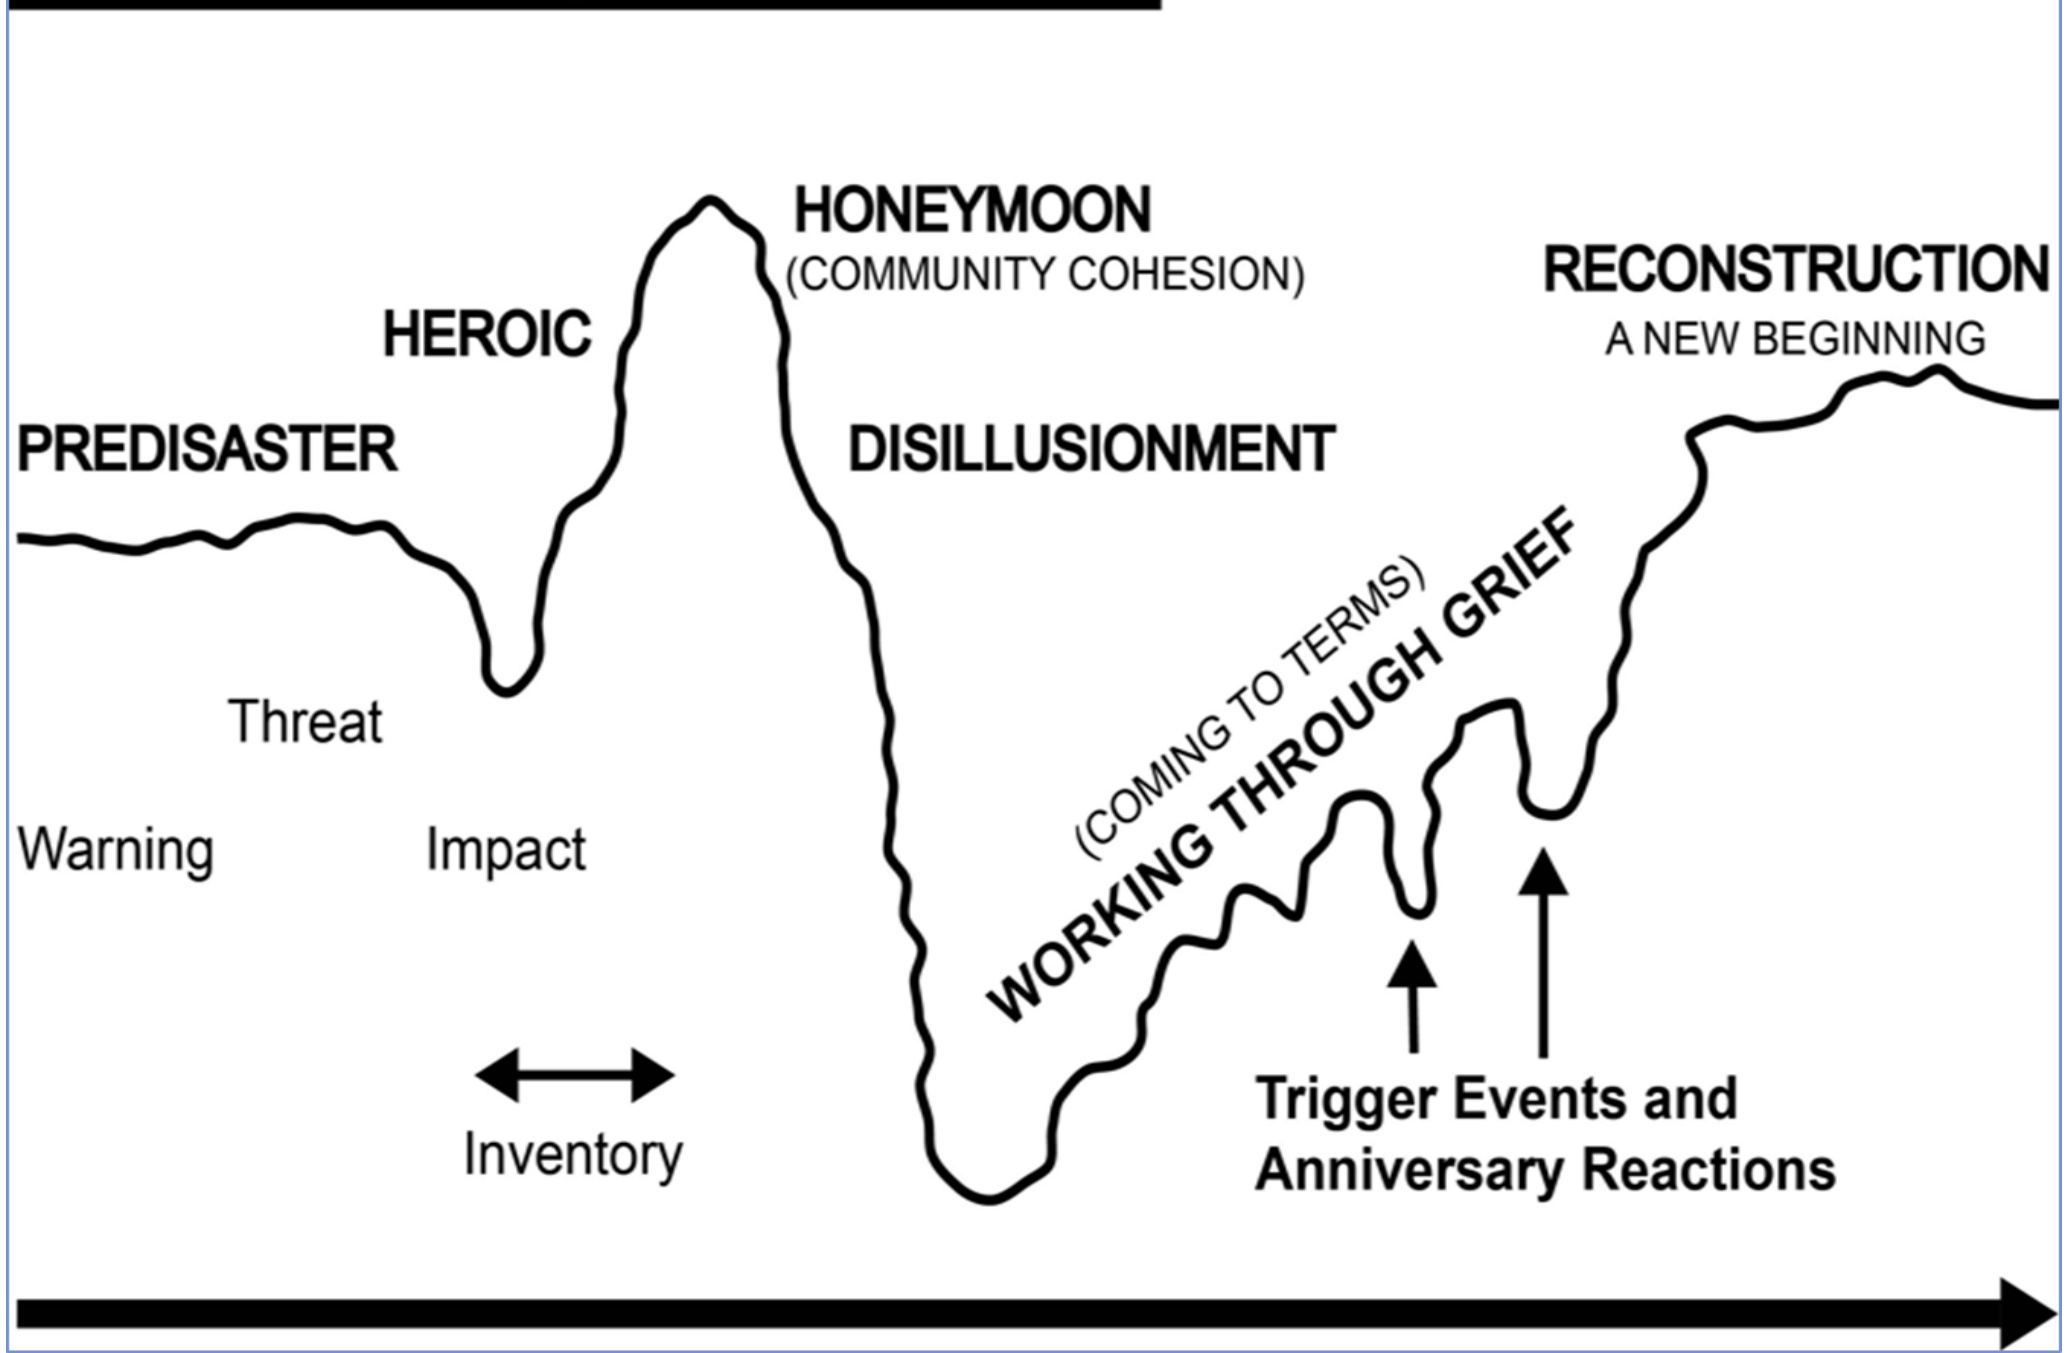 HONEYMOON
(COMMUNITY COHESION)
RECONSTRUCTION
A NEW BEGINNING
HEROIC
PREDISASTER
DISILLUSIONMENT
(COMING TO TERMS)
WORKING THROUGH GRIEF
Threat
Warning
Impact
Inventory
Trigger Events and
Anniversary Reactions